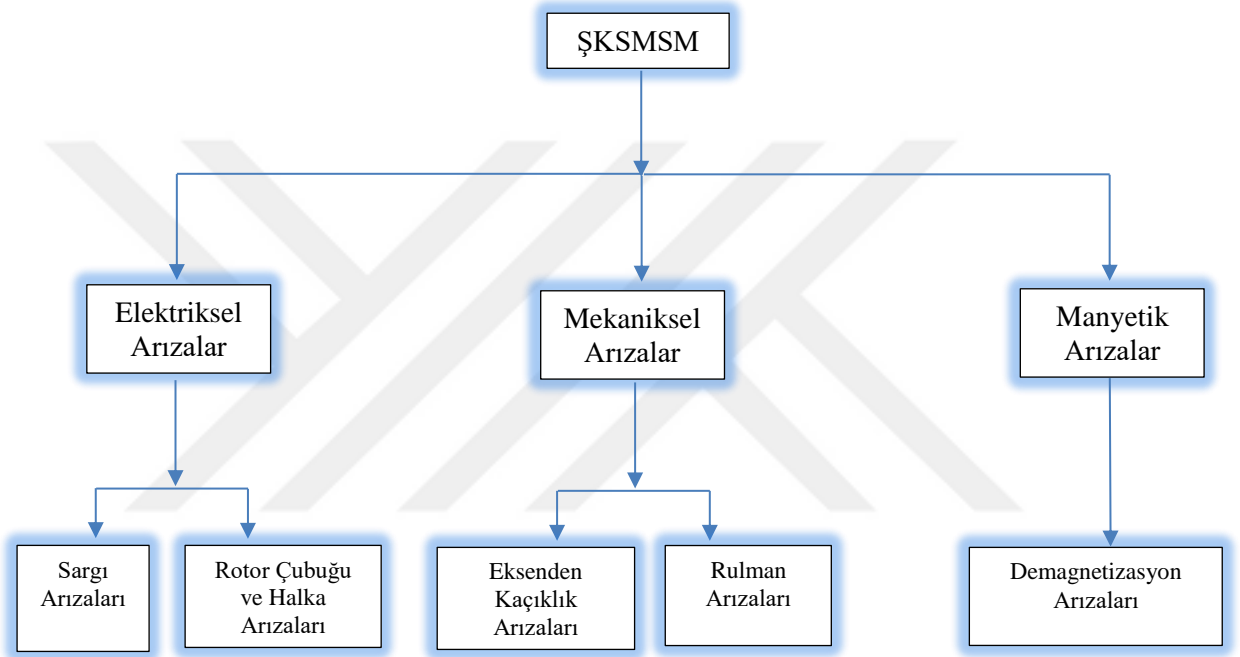 ŞKSMSM
Elektriksel
Arızalar
Mekaniksel
Arızalar
Manyetik
Arızalar
Sargı
Arızaları
Rotor Çubuğu
ve Halka
Arızaları
Eksenden
Kaçıklık
Arızaları
Rulman
Arızaları
Demagnetizasyon
Arızaları